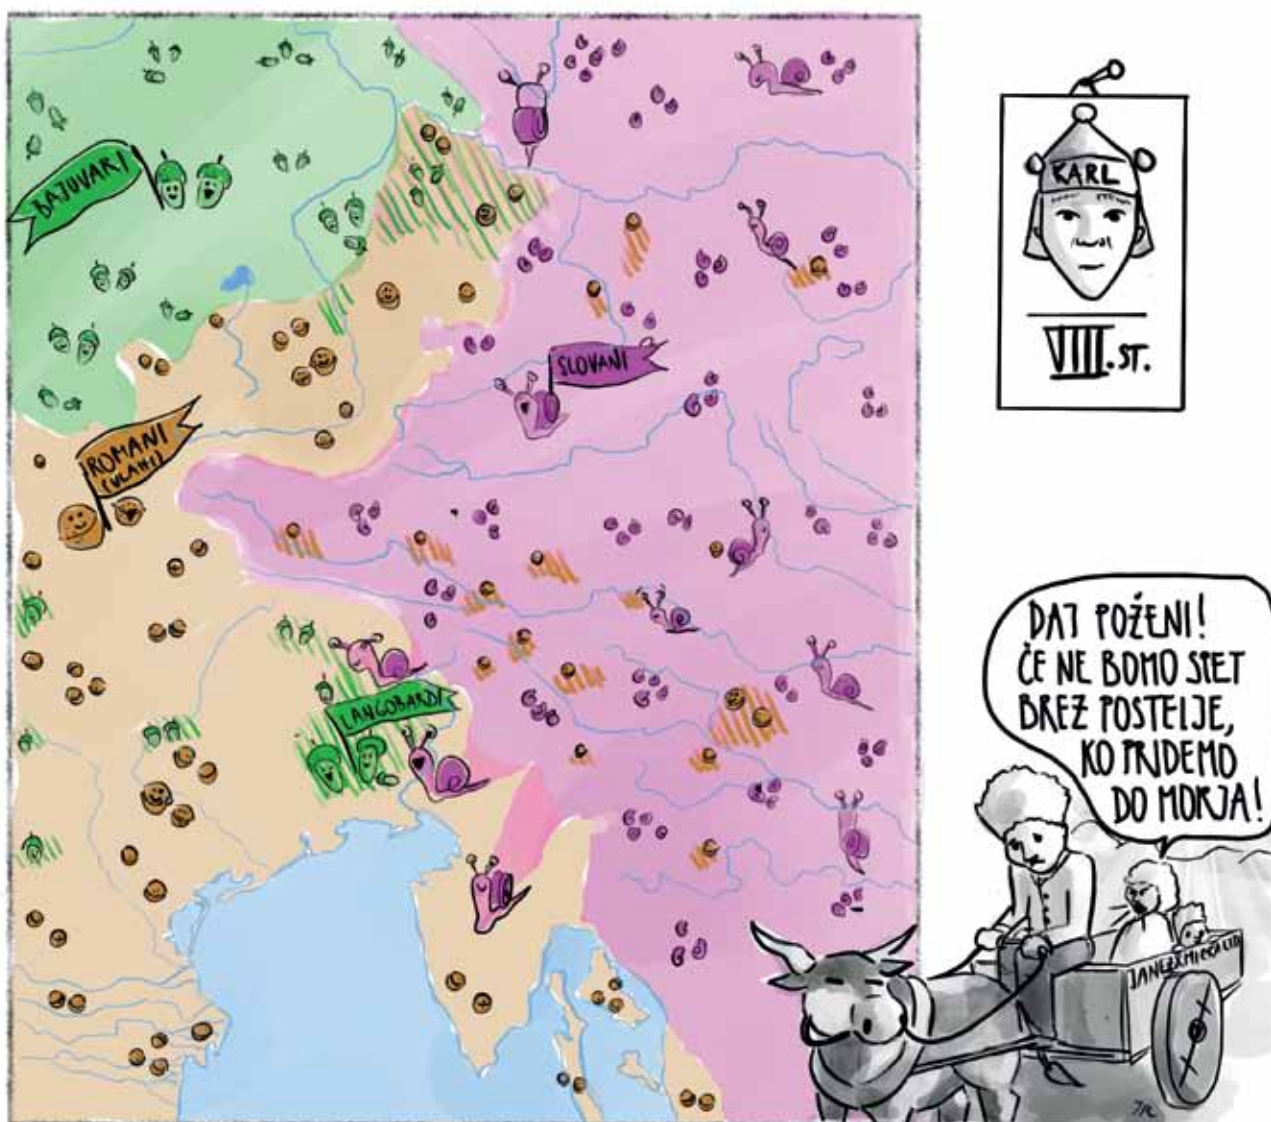 BAJUVARI
ROMANI
(VLAHI)
SLOVANI
LANGOBARDI
KARL
VIII. ST.
DAJ POŽENI!
ČE NE BOMO SPET
BREZ POSTELJE,
KO PRIDEMO
DO MORJA!